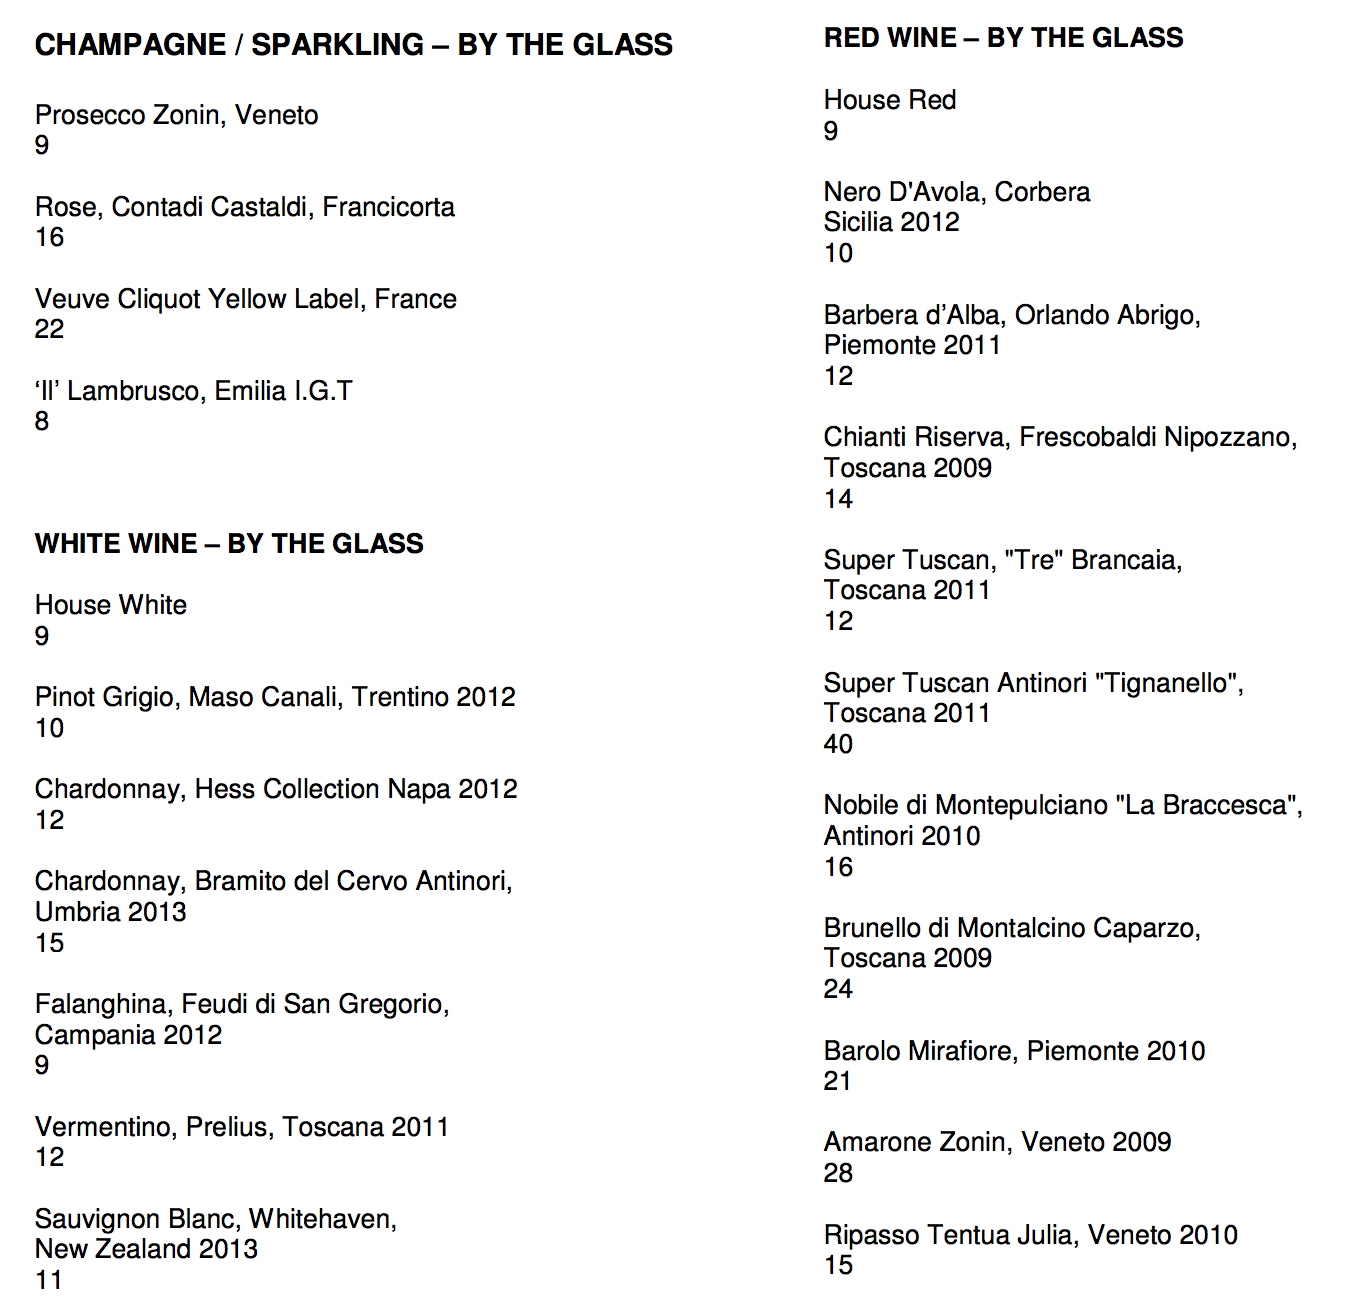 CHAMPAGNE / SPARKLING – BY THE GLASS
Prosecco Zonin, Veneto
9
Rose, Contadi Castaldi, Francicorta
16
Veuve Cliquot Yellow Label, France
22
‘Il’ Lambrusco, Emilia I.G.T
8
WHITE WINE – BY THE GLASS
House White
9
Pinot Grigio, Maso Canali, Trentino 2012
10
Chardonnay, Hess Collection Napa 2012
12
Chardonnay, Bramito del Cervo Antinori,
Umbria 2013
15
Falanghina, Feudi di San Gregorio,
Campania 2012
9
Vermentino, Prelius, Toscana 2011
12
Sauvignon Blanc, Whitehaven,
New Zealand 2013
11
RED WINE – BY THE GLASS
House Red
9
Nero D'Avola, Corbera
Sicilia 2012
10
Barbera d’Alba, Orlando Abrigo,
Piemonte 2011
12
Chianti Riserva, Frescobaldi Nipozzano,
Toscana 2009
14
Super Tuscan, "Tre" Brancaia,
Toscana 2011
12
Super Tuscan Antinori "Tignanello",
Toscana 2011
40
Nobile di Montepulciano "La Braccesca",
Antinori 2010
16
Brunello di Montalcino Caparzo,
Toscana 2009
24
Barolo Mirafiore, Piemonte 2010
21
Amarone Zonin, Veneto 2009
28
Ripasso Tentua Julia, Veneto 2010
15